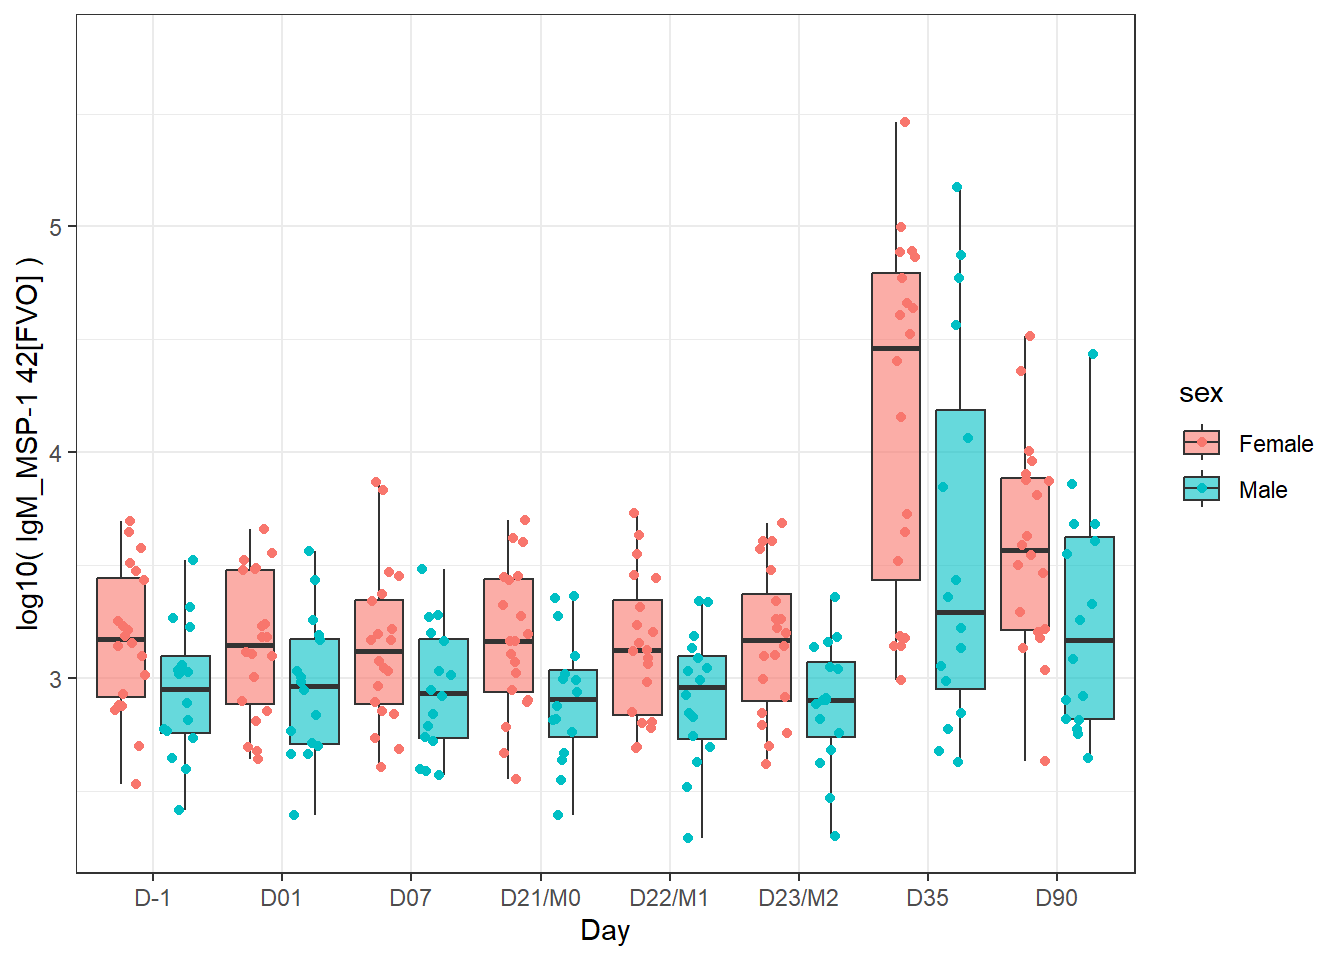 log10( IgM_MSP-1 42[FVO] )
5
4
3
D-1
D01
D07
D21/M0
D22/M1
D23/M2
D35
D90
Day
sex
Female
Male